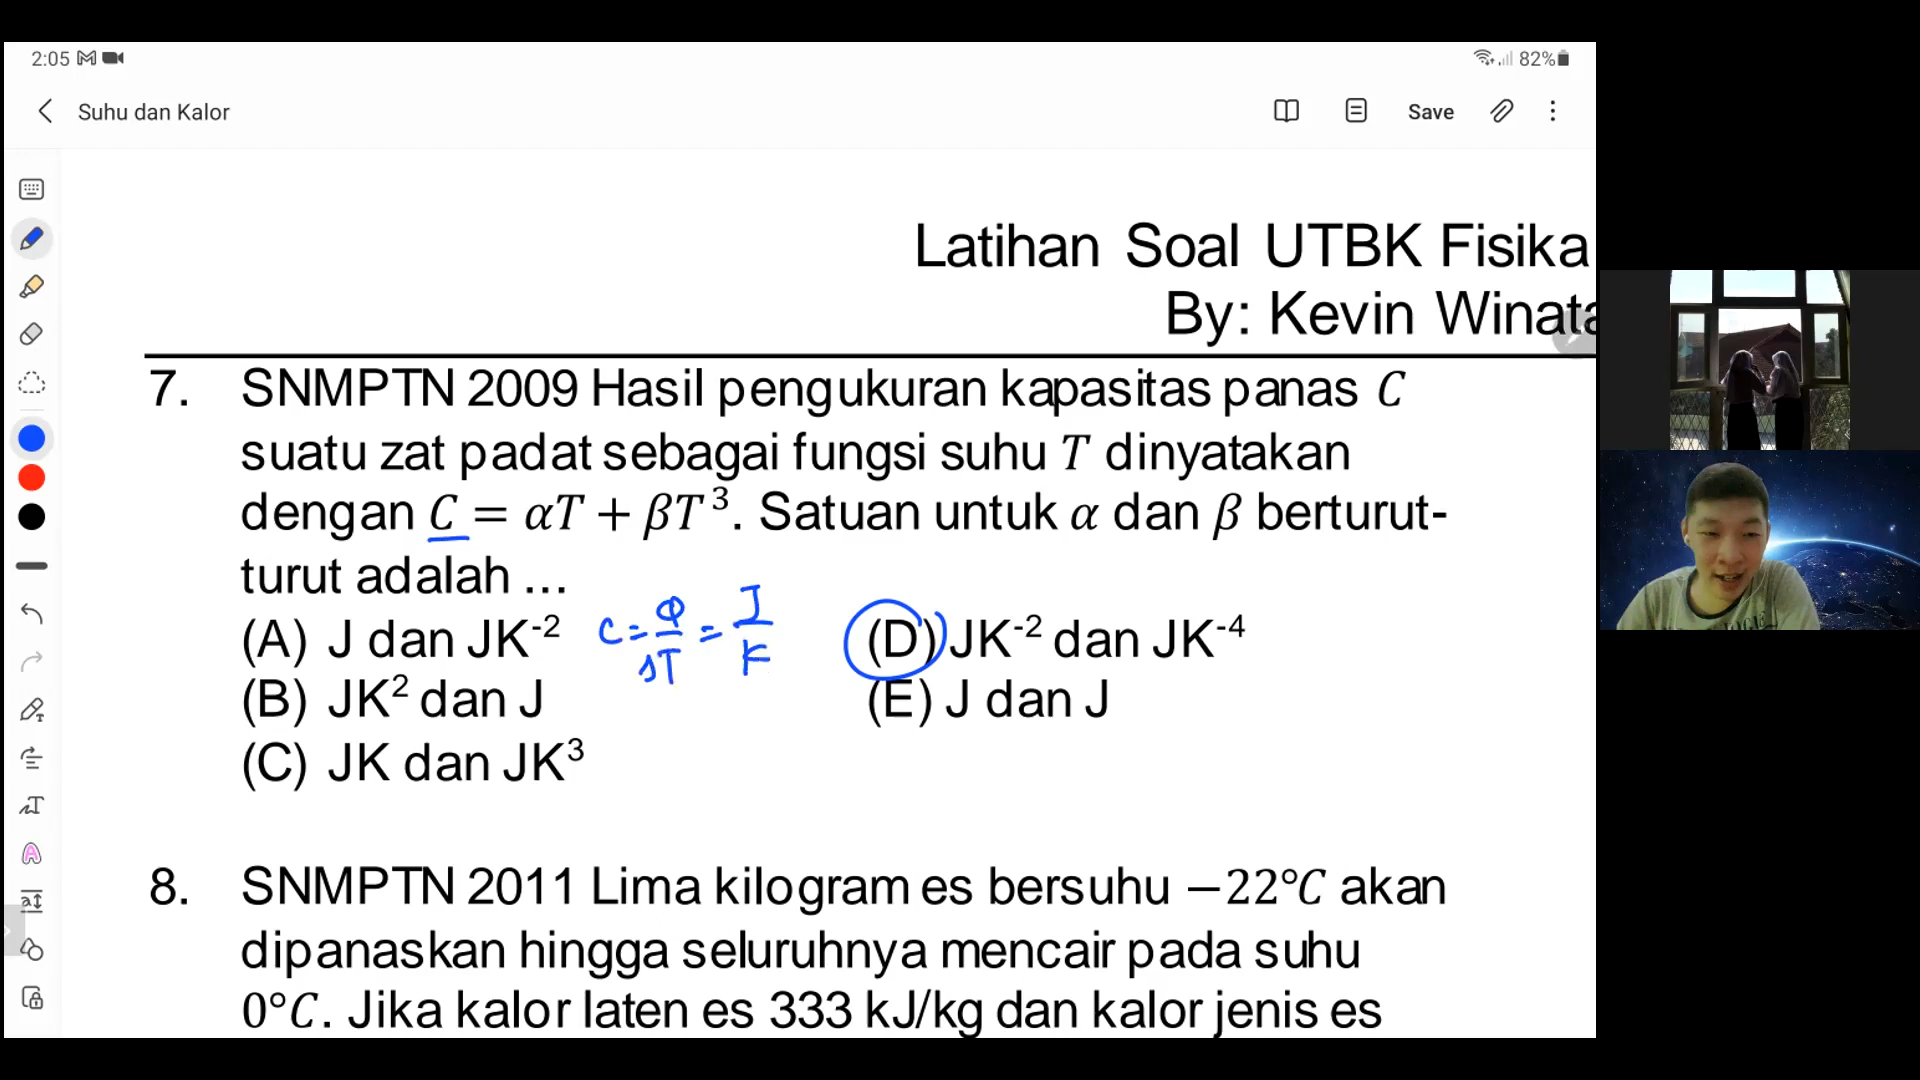 2:05
82%
Suhu dan Kalor
Save
Latihan Soal UTBK Fisika
By: Kevin Winata
7. SNMPTN 2009 Hasil pengukuran kapasitas panas C
suatu zat padat sebagai fungsi suhu T dinyatakan
dengan C = αT + βT³. Satuan untuk α dan β berturut-
turut adalah ...
(A) J dan JK⁻²
(B) JK² dan J
(C) JK dan JK³
C = Q/ΔT = J/K
(D) JK⁻² dan JK⁻⁴
(E) J dan J
8. SNMPTN 2011 Lima kilogram es bersuhu −22°C akan
dipanaskan hingga seluruhnya mencair pada suhu
0°C. Jika kalor laten es 333 kJ/kg dan kalor jenis es